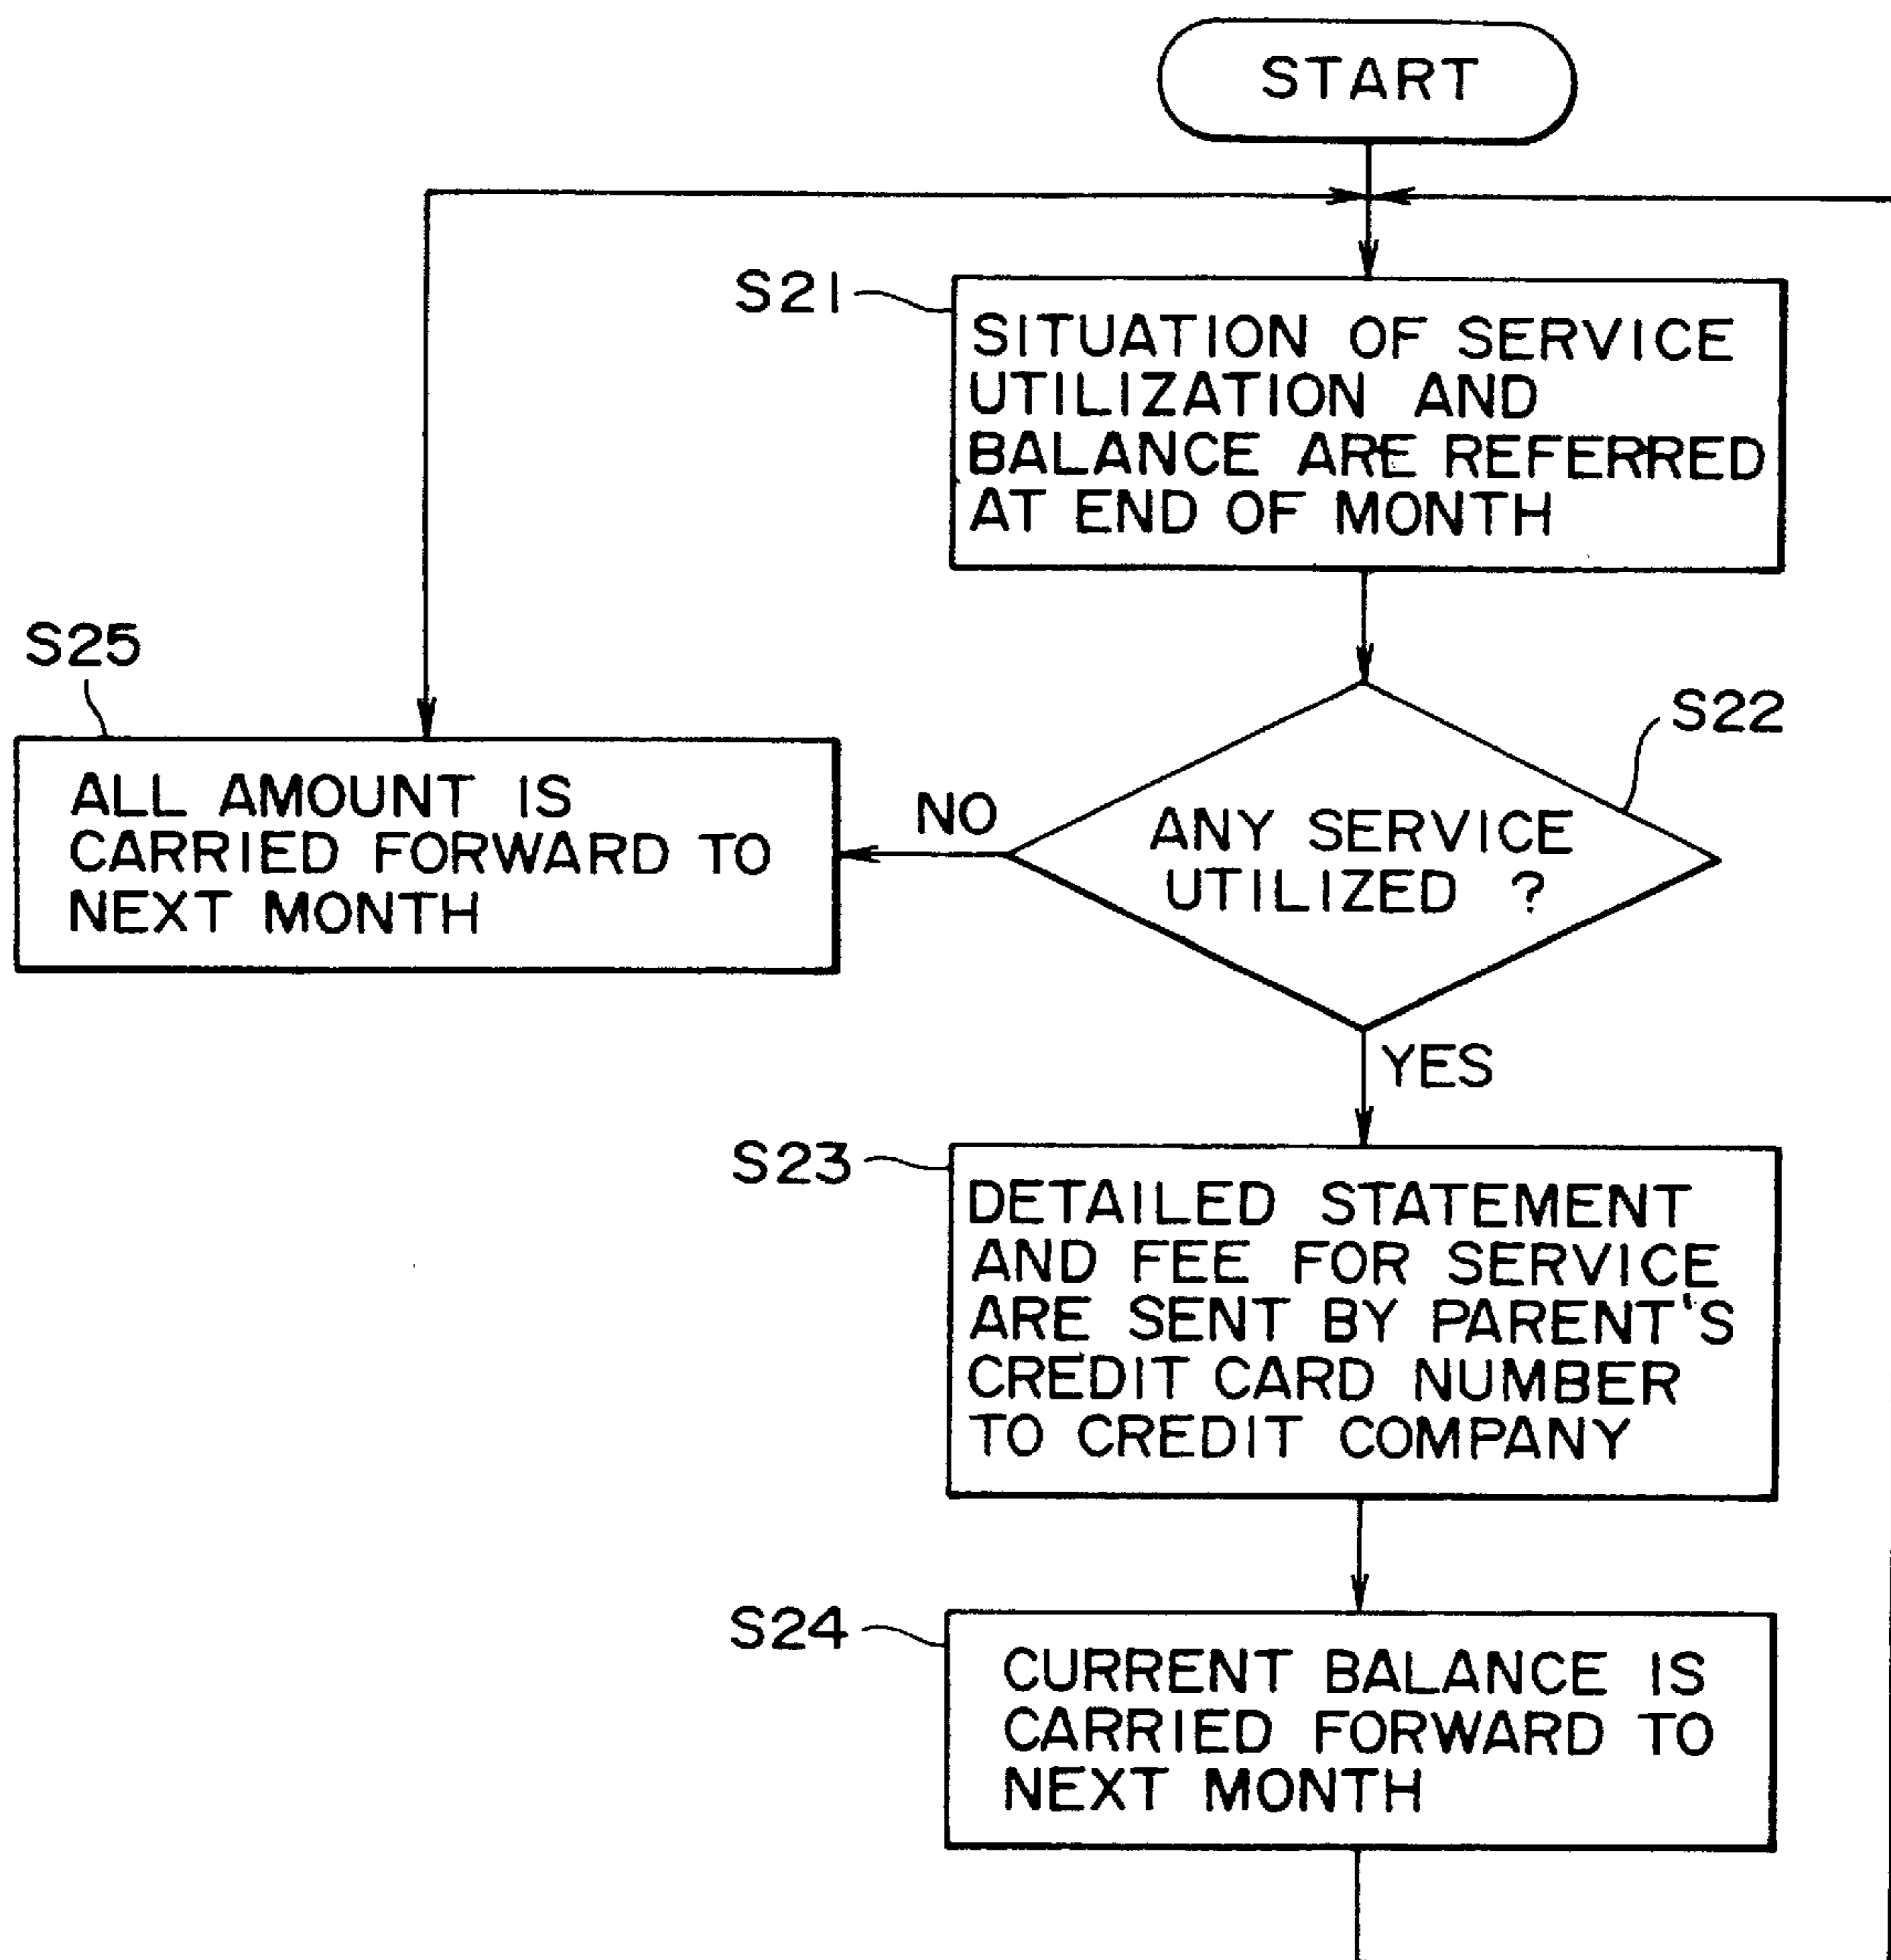 START
S21
SITUATION OF SERVICE
UTILIZATION AND
BALANCE ARE REFERRED
AT END OF MONTH
S25
ALL AMOUNT IS
CARRIED FORWARD TO
NEXT MONTH
NO
S22
ANY SERVICE
UTILIZED ?
YES
S23
DETAILED STATEMENT
AND FEE FOR SERVICE
ARE SENT BY PARENT'S
CREDIT CARD NUMBER
TO CREDIT COMPANY
S24
CURRENT BALANCE IS
CARRIED FORWARD TO
NEXT MONTH